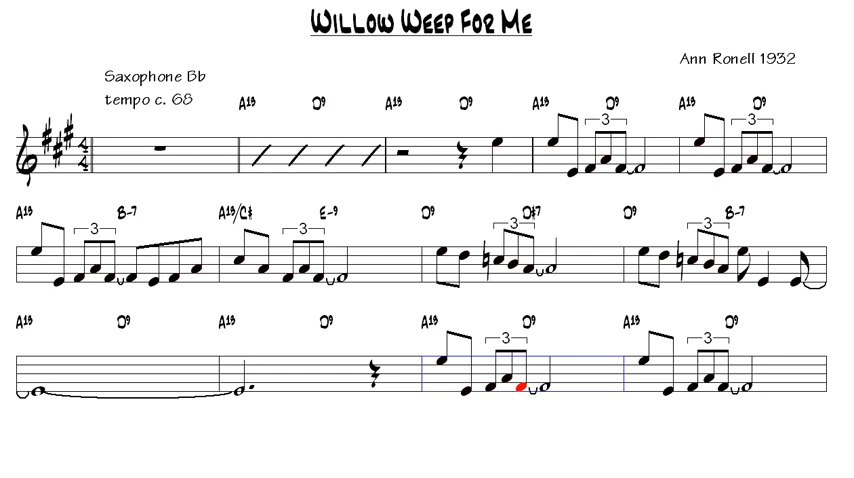 Willow Weep For Me
Ann Ronell 1932
Saxophone Bb
tempo c. 68
A13 D9 A13 D9 A13 D9 A13 D9
4
4
3 3
A13 B-7 A13/C# E-9 D9 D#7 D9 B-7
3 3 3 3
A13 D9 A13 D9 A13 D9 A13 D9
3 3